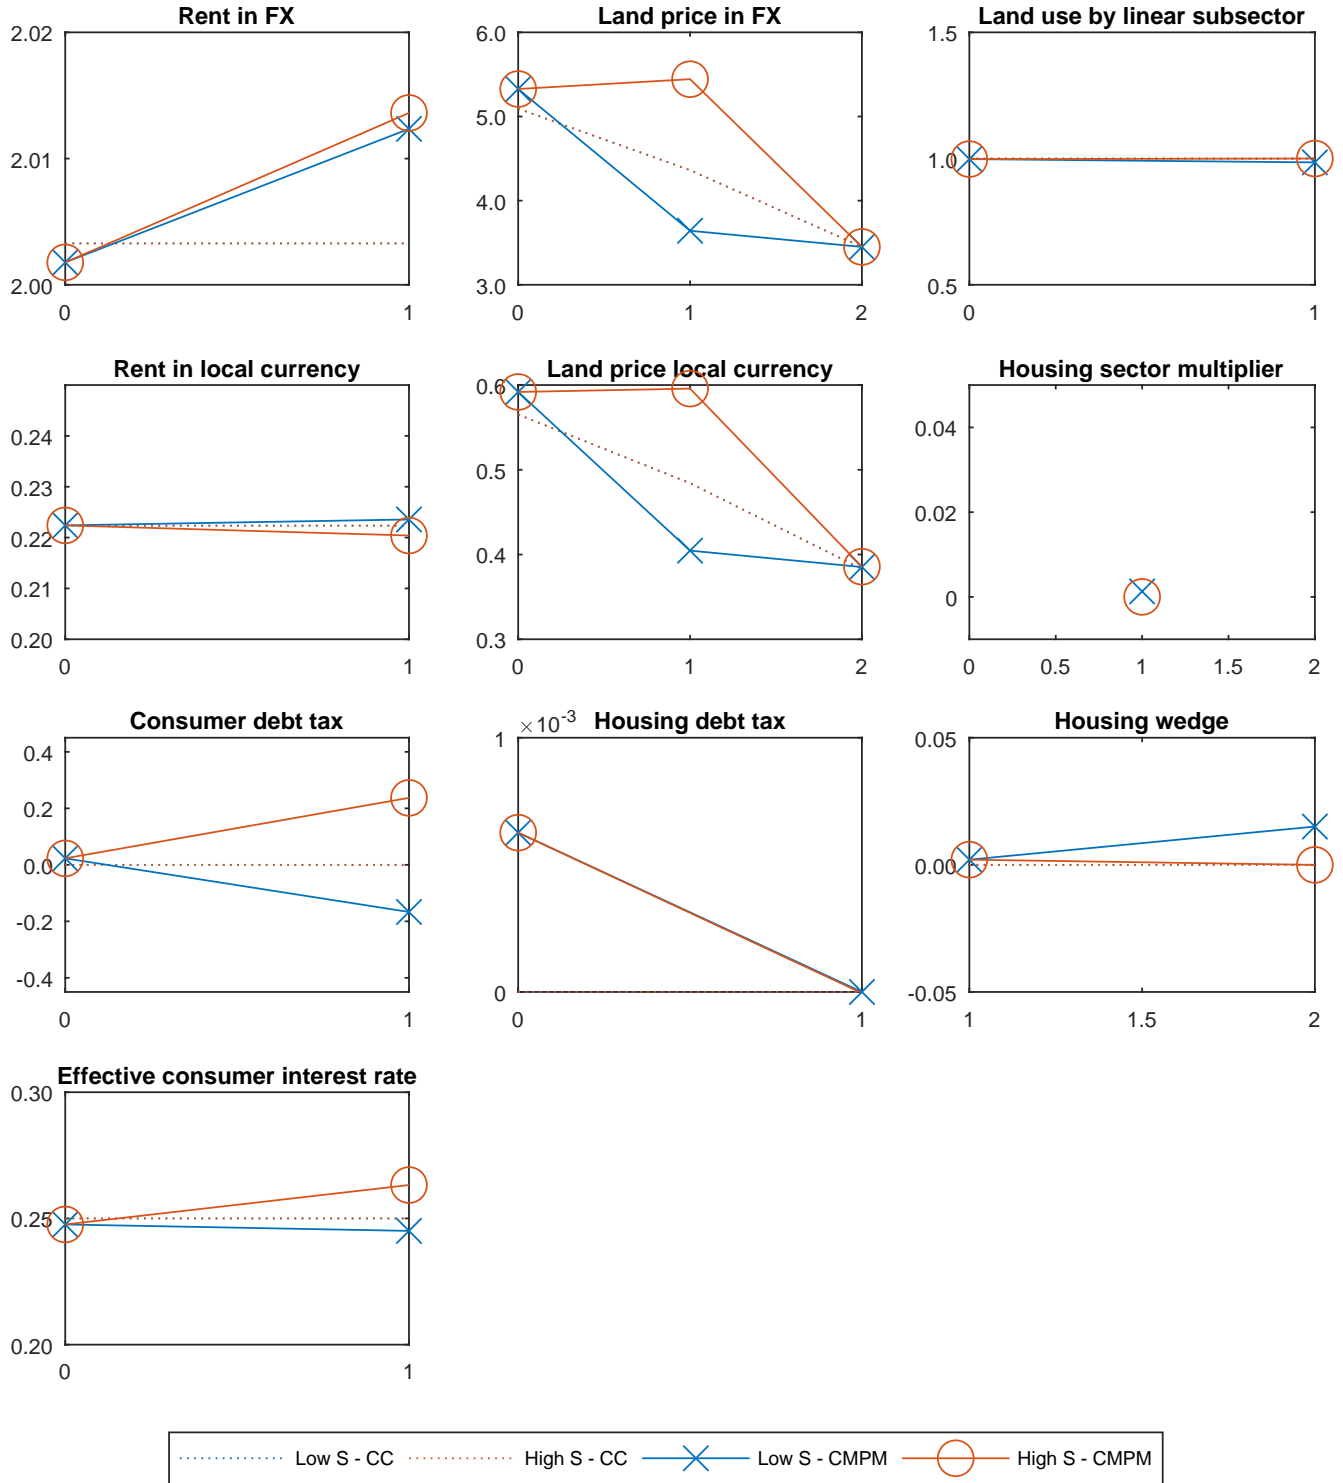 Rent in FX
2.02
2.01
2.00
0 1
Land price in FX
6.0
5.0
4.0
3.0
0 1 2
Land use by linear subsector
1.5
1.0
0.5
0 1
Rent in local currency
0.24
0.23
0.22
0.21
0.20
0 1
Land price local currency
0.6
0.5
0.4
0.3
0 1 2
Housing sector multiplier
0.04
0.02
0
0 0.5 1 1.5 2
Consumer debt tax
0.4
0.2
0.0
-0.2
-0.4
0 1
Housing debt tax
×10-3
1
0
0 1
Housing wedge
0.05
0.00
-0.05
1 1.5 2
Effective consumer interest rate
0.30
0.25
0.20
0 1
Low S - CC High S - CC Low S - CMPM High S - CMPM